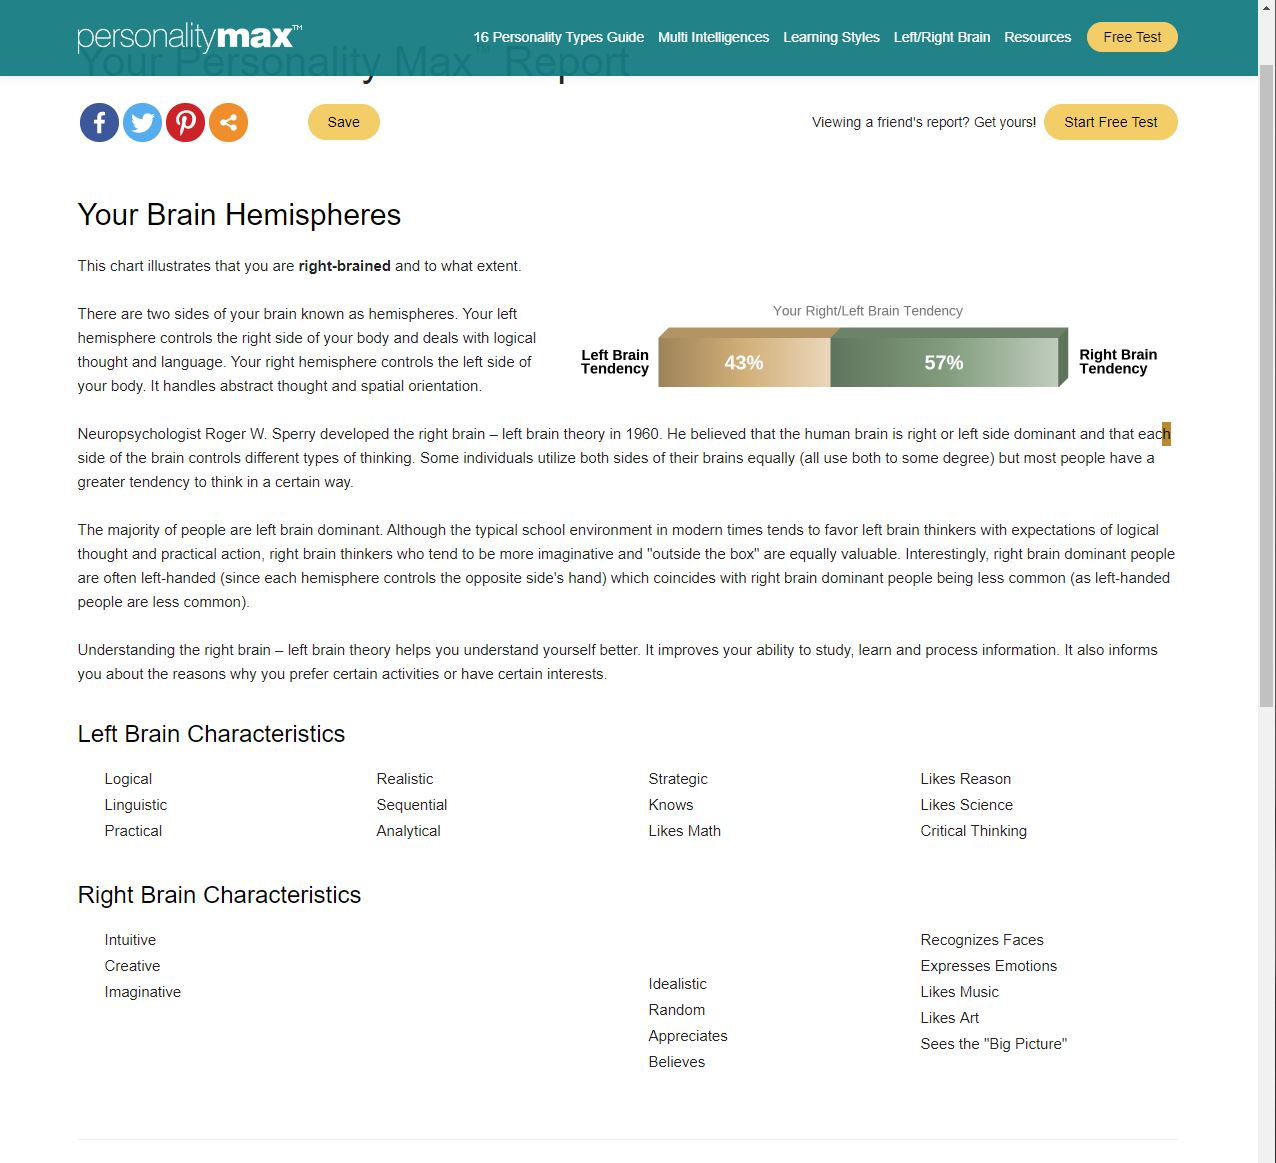 personalitymax™
16 Personality Types Guide Multi Intelligences Learning Styles Left/Right Brain Resources Free Test
Your Personality Max™ Report
Save
Viewing a friend's report? Get yours! Start Free Test
Your Brain Hemispheres
This chart illustrates that you are right-brained and to what extent.
There are two sides of your brain known as hemispheres. Your left
hemisphere controls the right side of your body and deals with logical
thought and language. Your right hemisphere controls the left side of
your body. It handles abstract thought and spatial orientation.
Your Right/Left Brain Tendency
Left Brain
Tendency
43%
57%
Right Brain
Tendency
Neuropsychologist Roger W. Sperry developed the right brain – left brain theory in 1960. He believed that the human brain is right or left side dominant and that each
side of the brain controls different types of thinking. Some individuals utilize both sides of their brains equally (all use both to some degree) but most people have a
greater tendency to think in a certain way.
The majority of people are left brain dominant. Although the typical school environment in modern times tends to favor left brain thinkers with expectations of logical
thought and practical action, right brain thinkers who tend to be more imaginative and "outside the box" are equally valuable. Interestingly, right brain dominant people
are often left-handed (since each hemisphere controls the opposite side's hand) which coincides with right brain dominant people being less common (as left-handed
people are less common).
Understanding the right brain – left brain theory helps you understand yourself better. It improves your ability to study, learn and process information. It also informs
you about the reasons why you prefer certain activities or have certain interests.
Left Brain Characteristics
Logical
Linguistic
Practical
Realistic
Sequential
Analytical
Strategic
Knows
Likes Math
Likes Reason
Likes Science
Critical Thinking
Right Brain Characteristics
Intuitive
Creative
Imaginative
Idealistic
Random
Appreciates
Believes
Recognizes Faces
Expresses Emotions
Likes Music
Likes Art
Sees the "Big Picture"